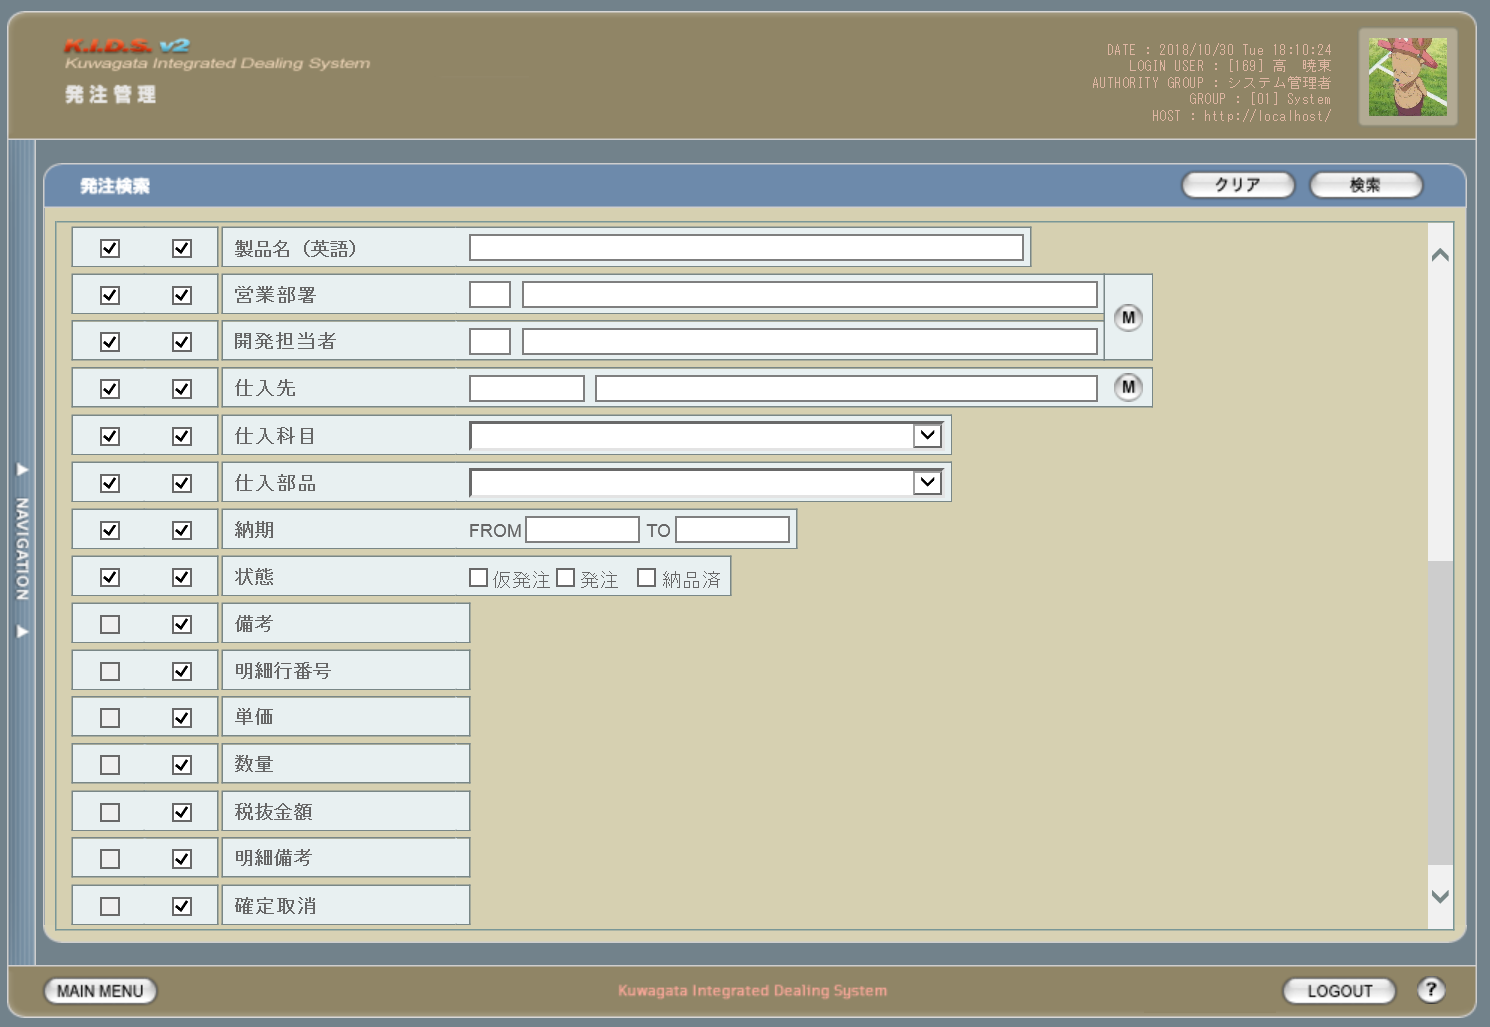 K.I.D.S. v2
Kuwagata Integrated Dealing System
発注管理
DATE : 2018/10/30 Tue 18:10:24
LOGIN USER : [169] 高　暁東
AUTHORITY GROUP : システム管理者
GROUP : [01] System
HOST : http://localhost/
発注検索
クリア
検索
製品名（英語）
営業部署
M
開発担当者
仕入先
M
仕入科目
仕入部品
納期 FROM TO
状態 仮発注 発注 納品済
備考
明細行番号
単価
数量
税抜金額
明細備考
確定取消
NAVIGATION
MAIN MENU
Kuwagata Integrated Dealing System
LOGOUT
?